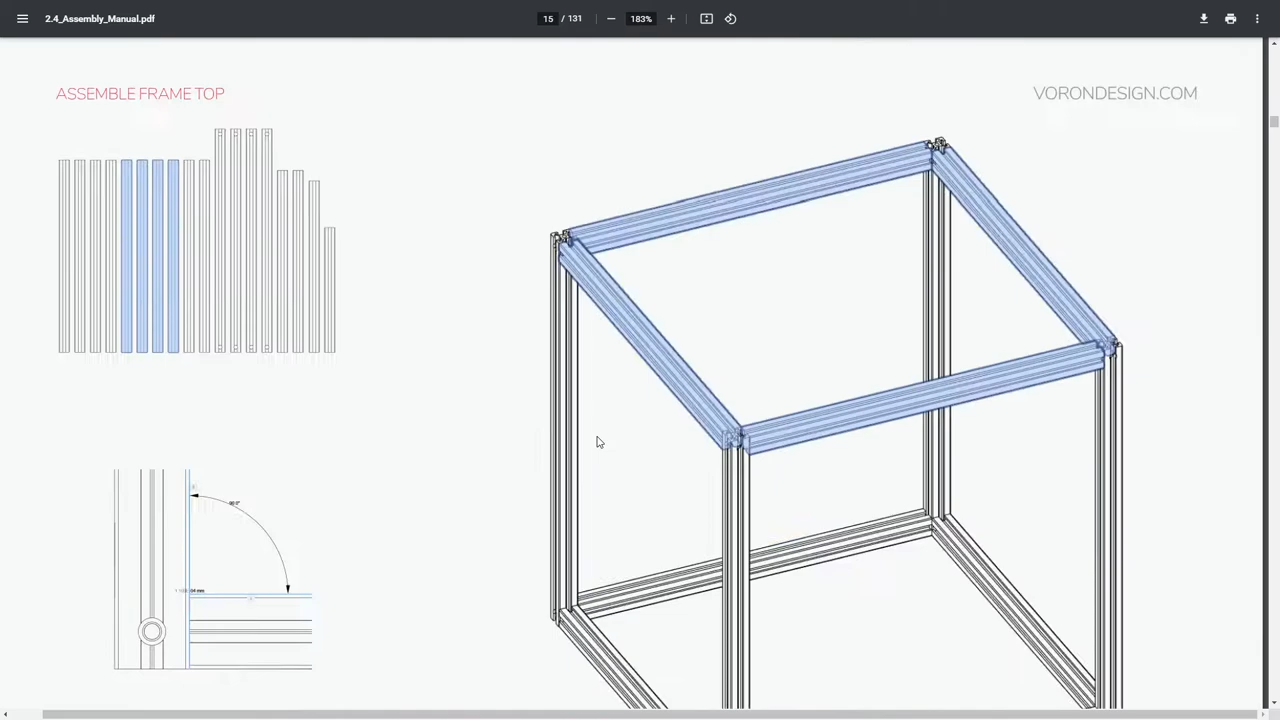 2.4_Assembly_Manual.pdf
15 / 131
183%
ASSEMBLE FRAME TOP
VORONDESIGN.COM